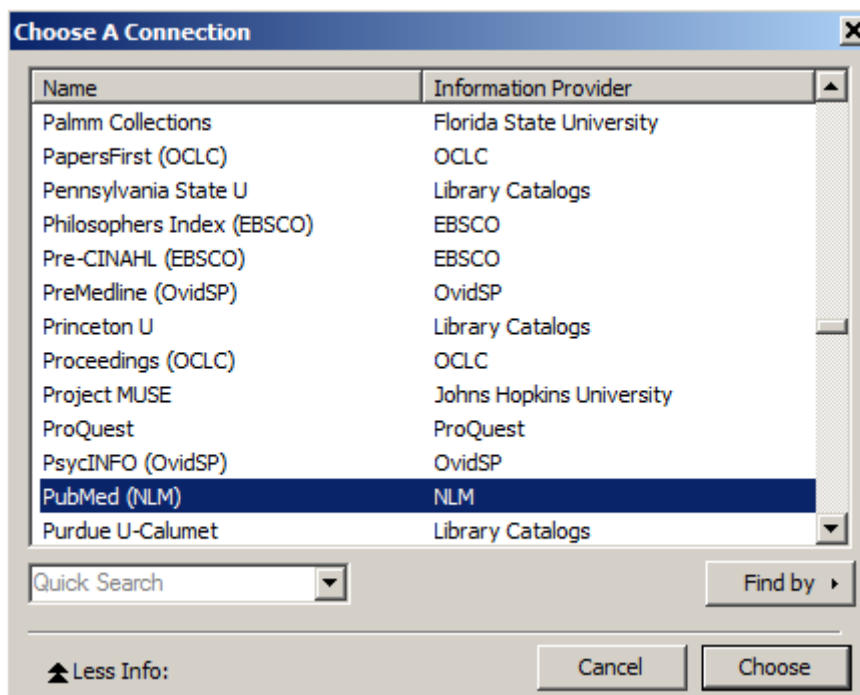 Choose A Connection
Name Information Provider
Palmm Collections Florida State University
PapersFirst (OCLC) OCLC
Pennsylvania State U Library Catalogs
Philosophers Index (EBSCO) EBSCO
Pre-CINAHL (EBSCO) EBSCO
PreMedline (OvidSP) OvidSP
Princeton U Library Catalogs
Proceedings (OCLC) OCLC
Project MUSE Johns Hopkins University
ProQuest ProQuest
PsycINFO (OvidSP) OvidSP
PubMed (NLM) NLM
Purdue U-Calumet Library Catalogs
Quick Search Find by
Less Info: Cancel Choose